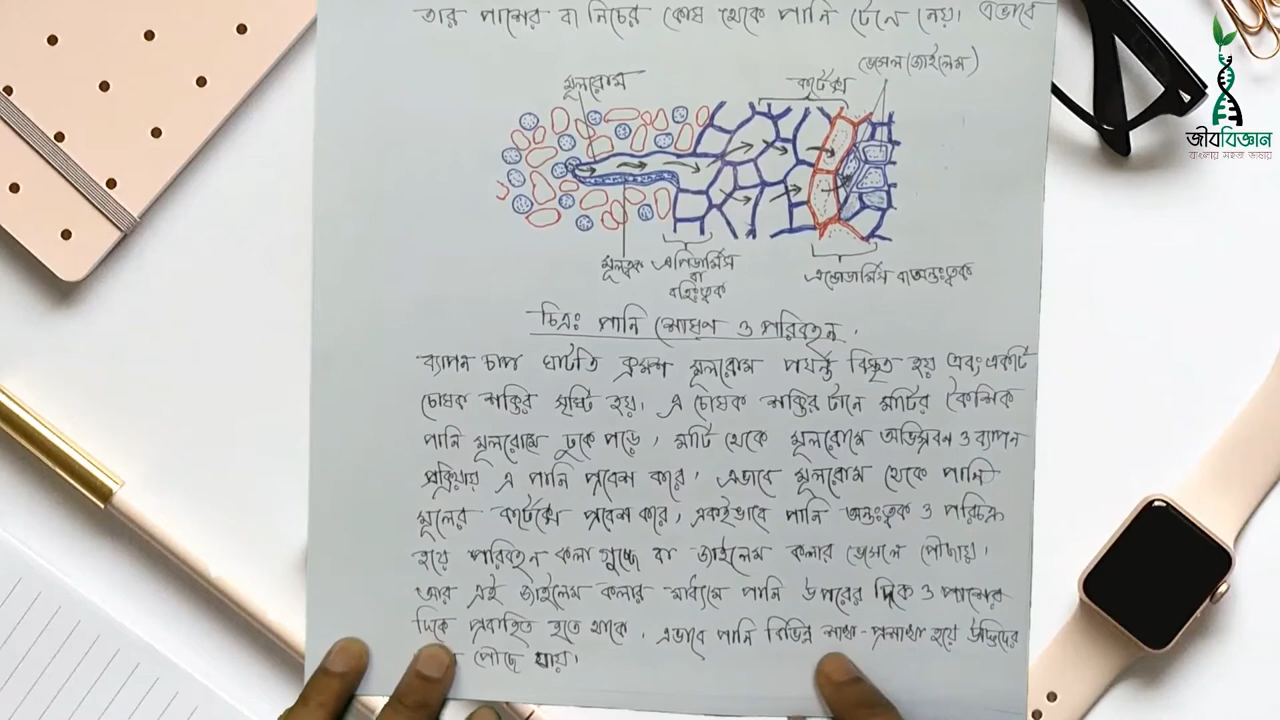 তার পাশের বা নিচের কোষ থেকে পানি টেনে নেয়। এভাবে
ভেসেল (জাইলেম)
মূলরোম
কর্টেক্স
মূলত্বক
এপিডার্মিস
বা
বহিঃত্বক
এন্ডোডার্মিস বা অন্তঃত্বক
চিত্রঃ পানি শোষণ ও পরিবহন।
ব্যাপন চাপ ঘাটতি ক্রমশ মূলরোম পর্যন্ত বিস্তৃত হয় এবং একটি
চোষক শক্তির সৃষ্টি হয়। এ চোষক শক্তির টানে মাটির কৈশিক
পানি মূলরোমে ঢুকে পড়ে। মাটি থেকে মূলরোমে অভিস্রবন ও ব্যাপন
প্রক্রিয়ায় এ পানি প্রবেশ করে। এভাবে মূলরোম থেকে পানি
মূলের কর্টেক্সে প্রবেশ করে, একইভাবে পানি অন্তঃত্বক ও পরিচক্র
হয়ে পরিবহন কলা গুচ্ছে বা জাইলেম কলার ভেসেলে পৌঁছায়।
আর এই জাইলেম কলার মাধ্যমে পানি উপরের দিকে ও পাশের
দিকে প্রবাহিত হতে থাকে। এভাবে পানি বিভিন্ন শাখা-প্রশাখা হয়ে উদ্ভিদের
পৌছে যায়।
জীববিজ্ঞান
বাংলায় সহজ ভাষায়